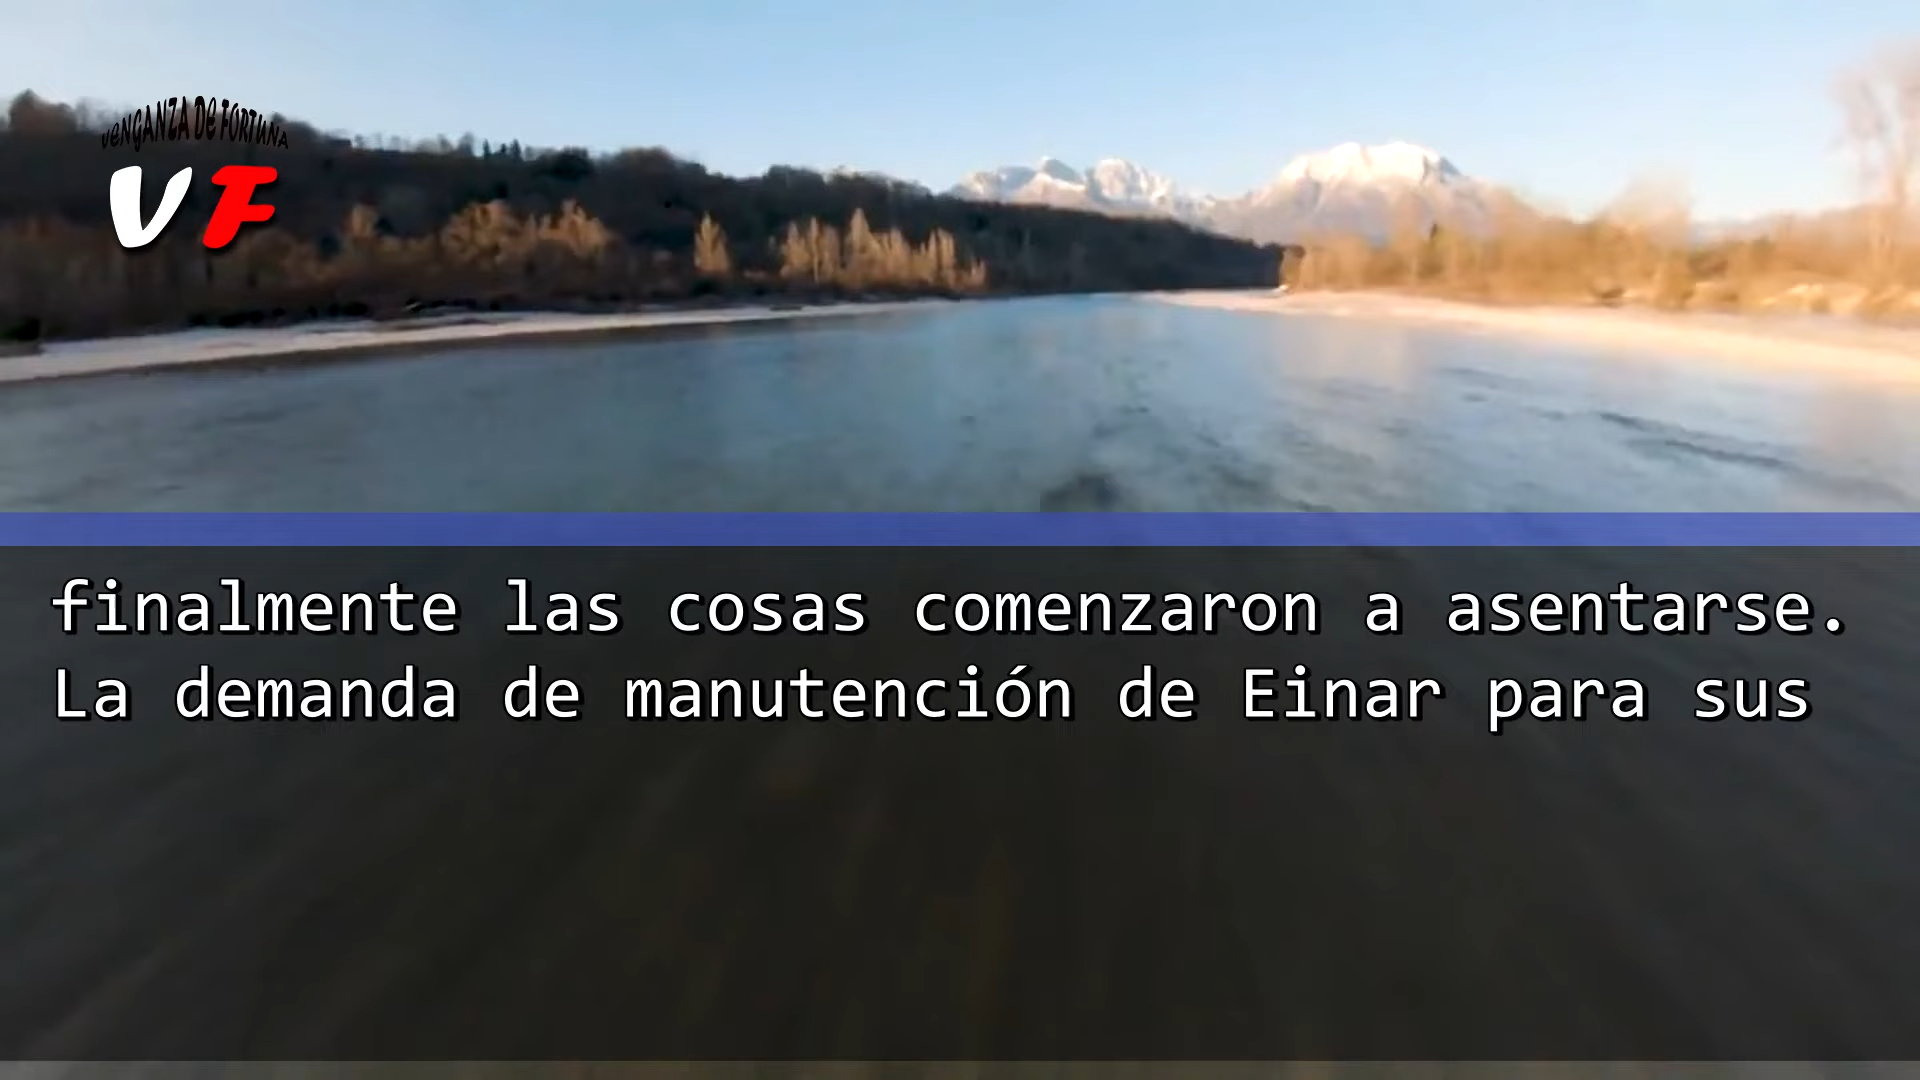 VENGANZA DE FORTUNA
VF
finalmente las cosas comenzaron a asentarse.
La demanda de manutención de Einar para sus